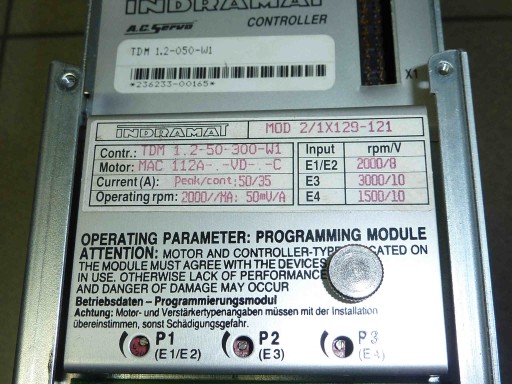 INDRAMAT
A.C. Servo CONTROLLER
TDM 1.2-050-W1
*236233-00165*
X1
INDRAMAT MOD 2/1X129-121
Contr.: TDM 1.2-50-300-W1 Input rpm/V
Motor: MAC 112A-.-VD-.-C E1/E2 2000/8
Current (A): Peak/cont.:50/35 E3 3000/10
Operating rpm: 2000//MA: 50mV/A E4 1500/10
OPERATING PARAMETER: PROGRAMMING MODULE
ATTENTION: MOTOR AND CONTROLLER-TYPE ATED ON
THE MODULE MUST AGREE WITH THE DEVICES
IN USE. OTHERWISE LACK OF PERFORMANC
AND DANGER OF DAMAGE MAY OCCUR
Betriebsdaten - Programmierungsmodul
Achtung: Motor- und Verstärkertypenangaben müssen mit der Installation
übereinstimmen, sonst Schädigungsgefahr.
P1 P2 P3
(E1/E2) (E3) (E4)